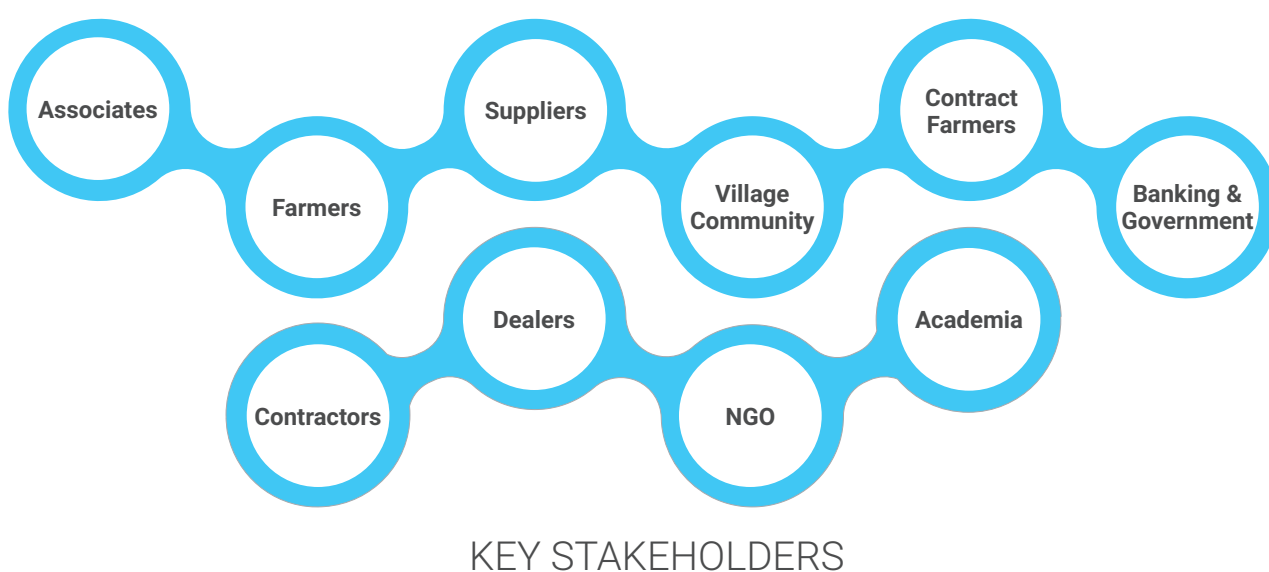 Associates
Farmers
Suppliers
Village
Community
Contract
Farmers
Banking &
Government
Contractors
Dealers
NGO
Academia
KEY STAKEHOLDERS